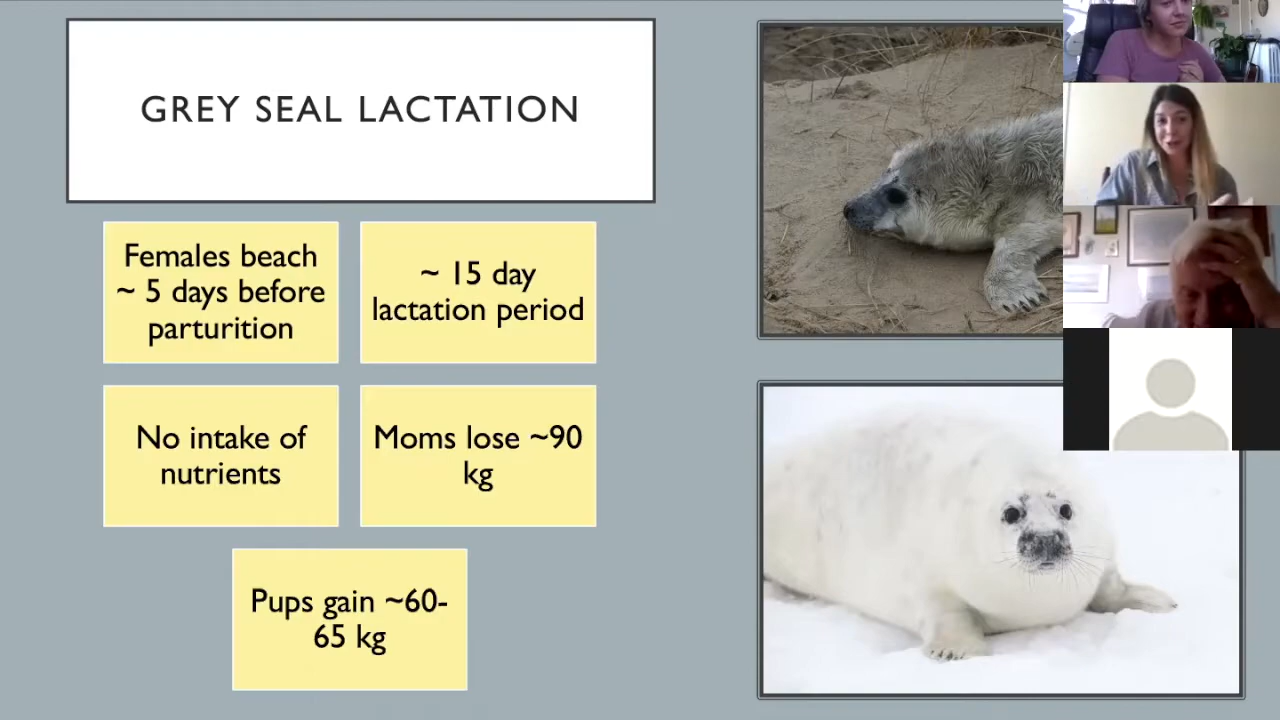 GREY SEAL LACTATION
Females beach
~ 5 days before
parturition
~ 15 day
lactation period
No intake of
nutrients
Moms lose ~90
kg
Pups gain ~60-
65 kg